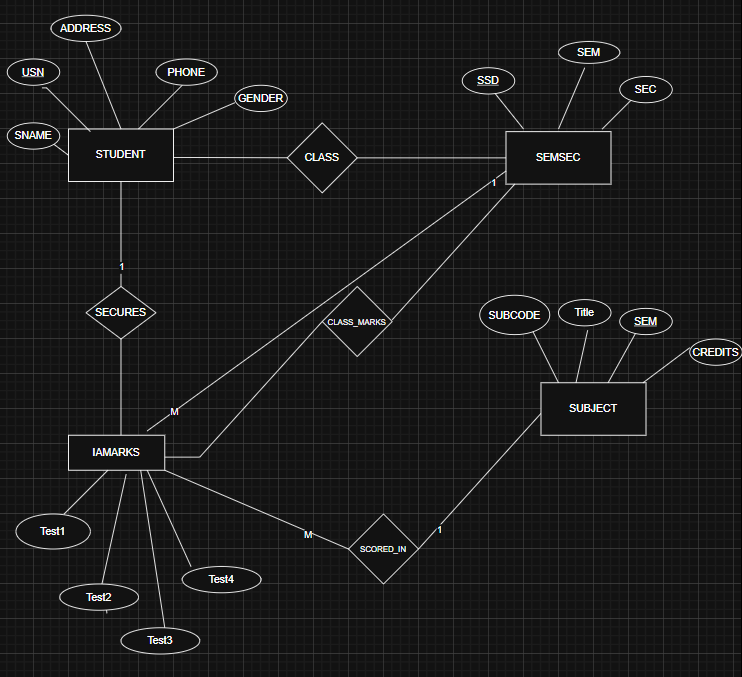 ADDRESS
USN
PHONE
GENDER
SNAME
STUDENT
CLASS
SSD
SEM
SEC
SEMSEC
1
1
SECURES
CLASS_MARKS
SUBCODE
Title
SEM
CREDITS
SUBJECT
M
IAMARKS
M
1
SCORED_IN
Test1
Test2
Test3
Test4